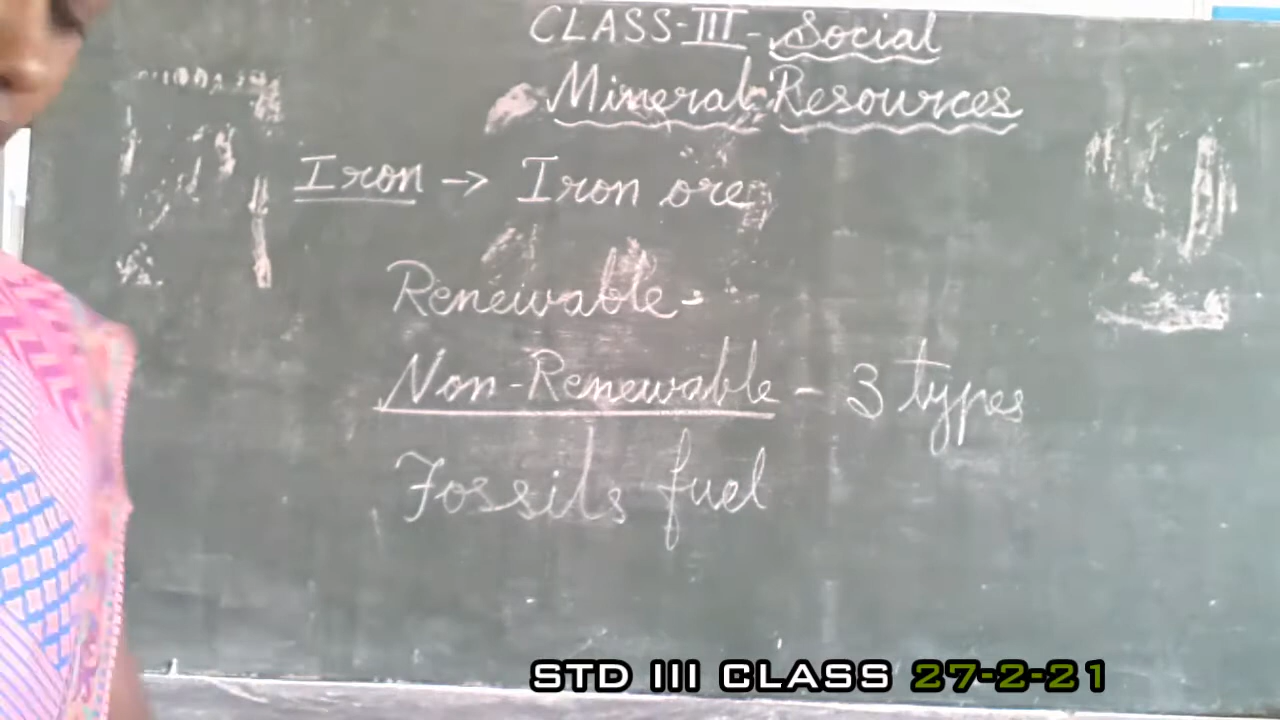 CLASS-III- Social
Mineral Resources
Iron → Iron ore
Renewable-
Non-Renewable - 3 types
Fossils fuel
STD III CLASS 27-2-21